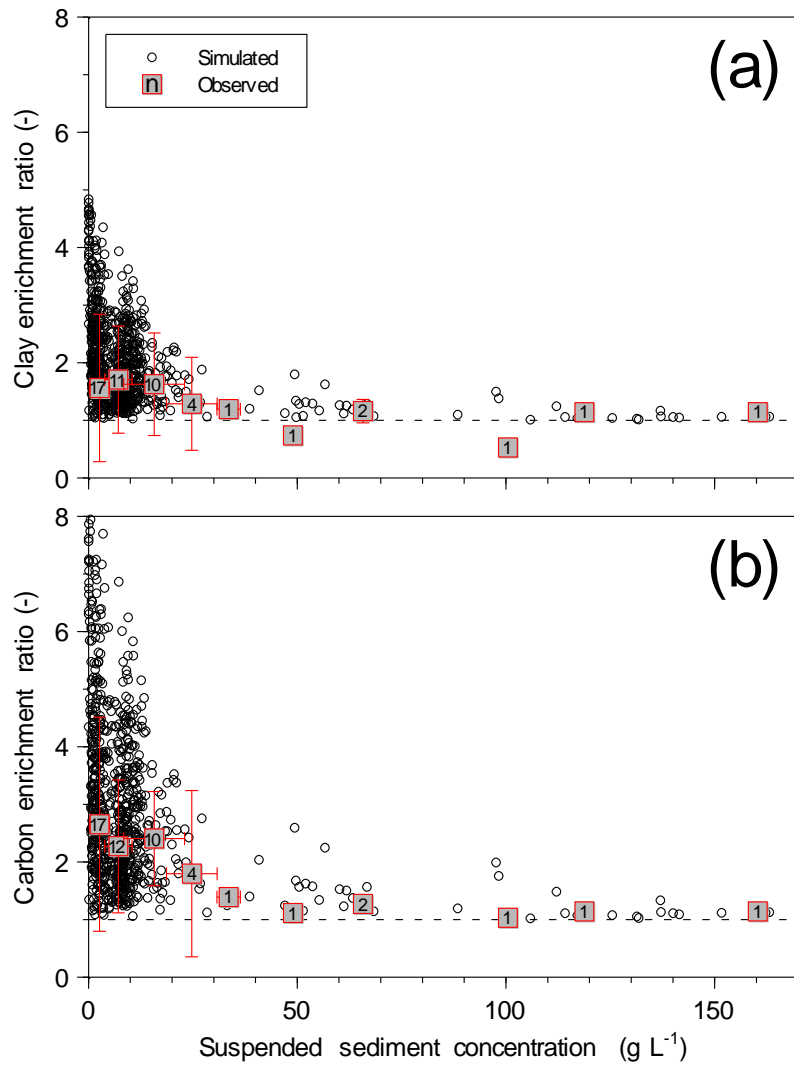 8
(a)
Simulated
n Observed
6
Clay enrichment ratio (-)
4
2
17 11 10 4 1 1 2 1 1 1
0
8
(b)
6
Carbon enrichment ratio (-)
4
2
17 12 10 4 1 1 2 1 1 1
0
0 50 100 150
Suspended sediment concentration (g L⁻¹)